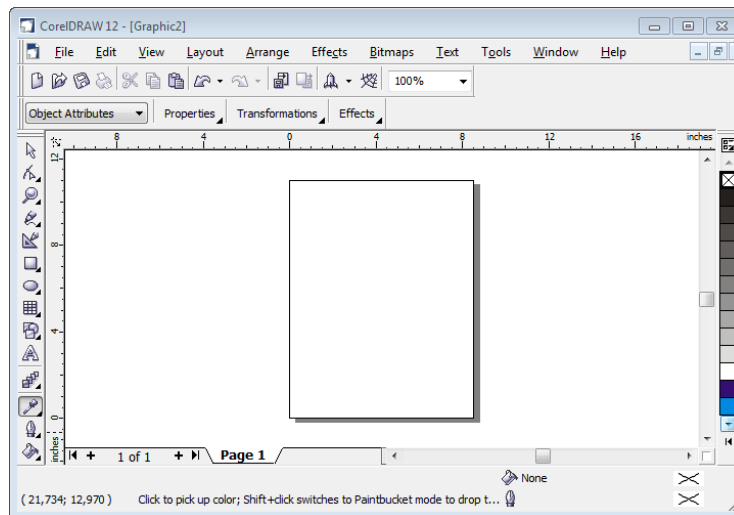 CorelDRAW 12 - [Graphic2]
File Edit View Layout Arrange Effects Bitmaps Text Tools Window Help
100%
Object Attributes Properties Transformations Effects
8 4 0 4 8 12 16 inches
12
8
4
0
inches
1 of 1 Page 1
None
( 21,734; 12,970 ) Click to pick up color; Shift+click switches to Paintbucket mode to drop t...